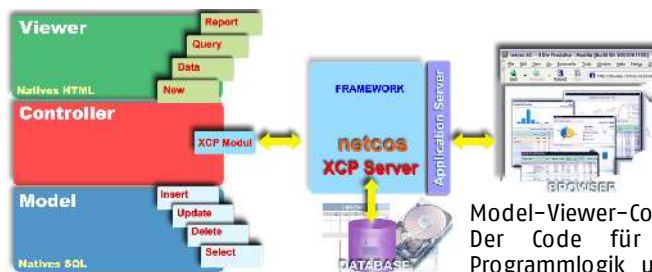 Viewer
Report
Query
Data
New
Natives HTML
Controller
XCP Modul
Model
Insert
Update
Delete
Select
Natives SQL
FRAMEWORK
netcos
XCP Server
Application Server
DATABASE
BROWSER
Model-Viewer-Co
Der Code für
Programmlogik u